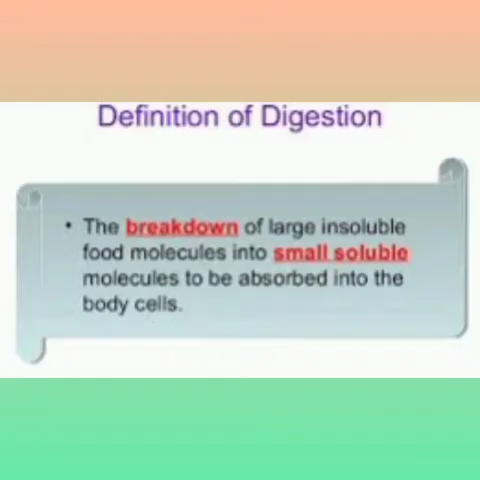 Definition of Digestion
• The breakdown of large insoluble
food molecules into small soluble
molecules to be absorbed into the
body cells.